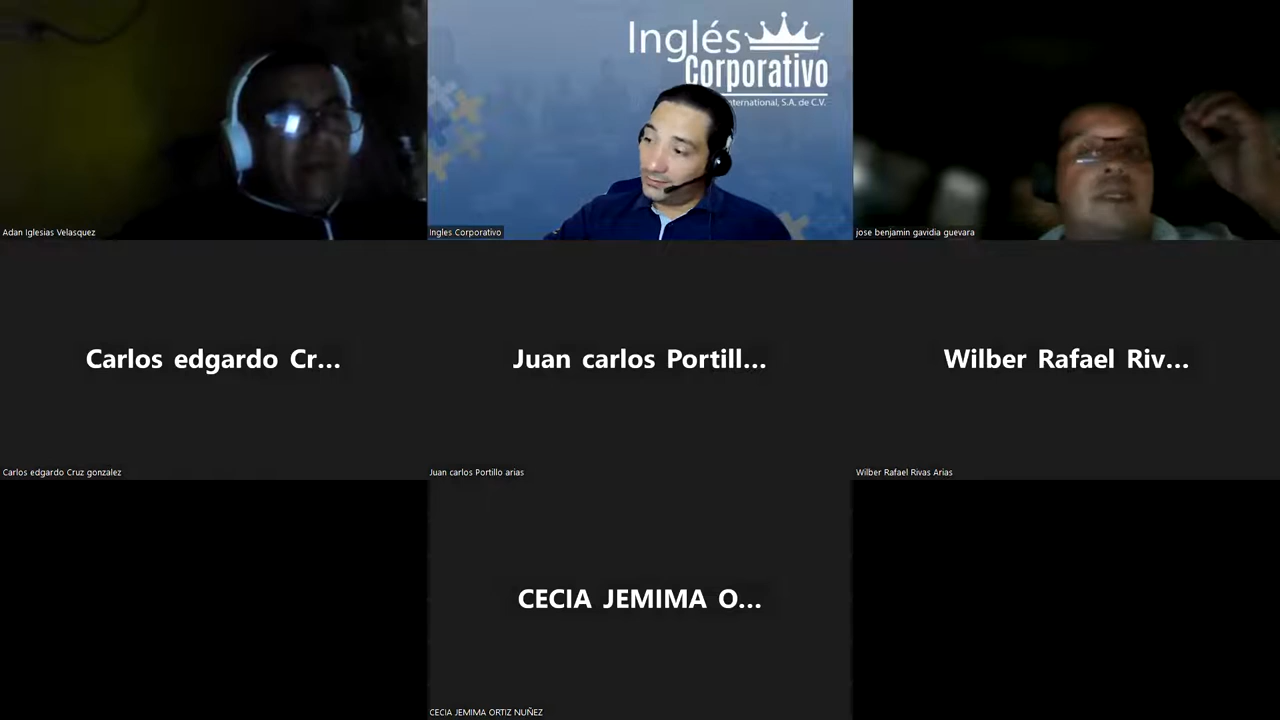 Inglés
Corporativo
International, S.A. de C.V.
Adan Iglesias Velasquez
Ingles Corporativo
jose benjamin gavidia guevara
Carlos edgardo Cr...
Juan carlos Portill...
Wilber Rafael Riv...
Carlos edgardo Cruz gonzalez
Juan carlos Portillo arias
Wilber Rafael Rivas Arias
CECIA JEMIMA O...
CECIA JEMIMA ORTIZ NUÑEZ